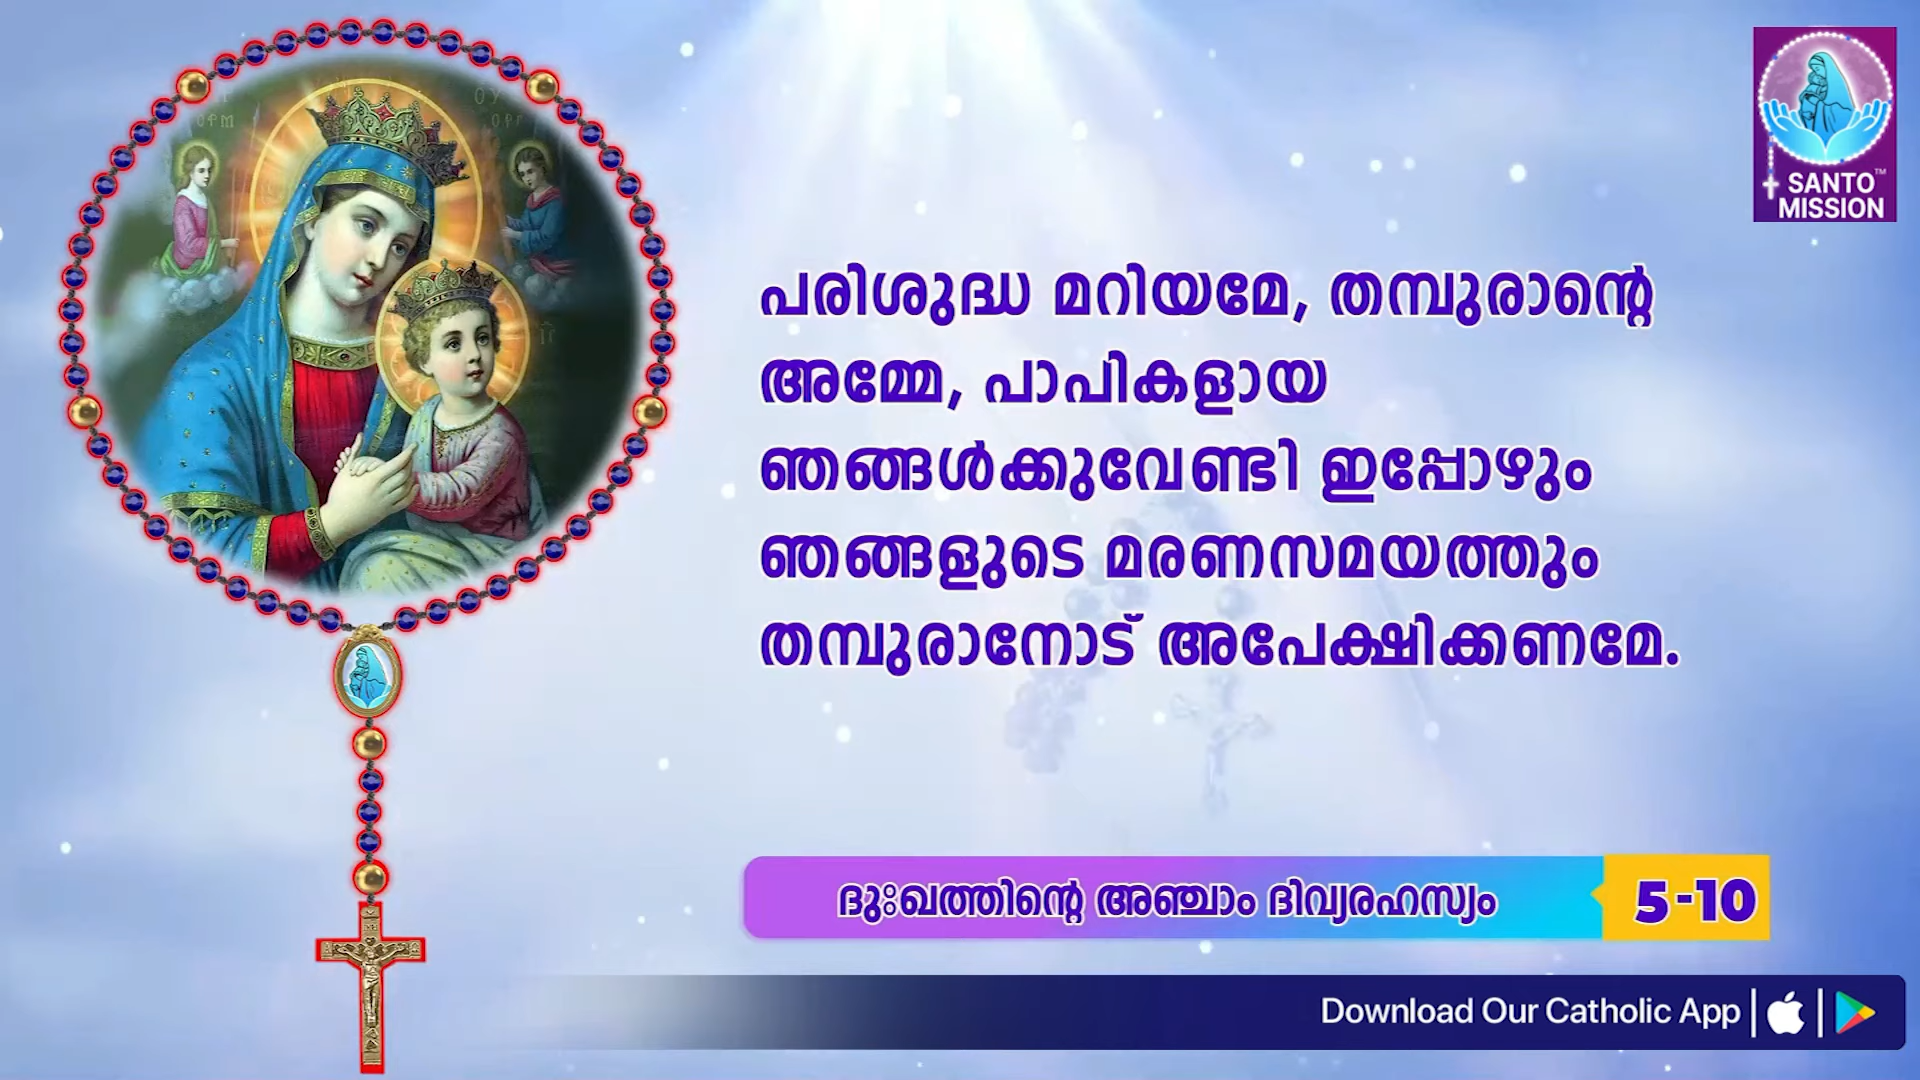 SANTO™
MISSION
പരിശുദ്ധ മറിയമേ, തമ്പുരാന്റെ
അമ്മേ, പാപികളായ
ഞങ്ങൾക്കുവേണ്ടി ഇപ്പോഴും
ഞങ്ങളുടെ മരണസമയത്തും
തമ്പുരാനോട് അപേക്ഷിക്കണമേ.
ദുഃഖത്തിന്റെ അഞ്ചാം ദിവ്യരഹസ്യം 5-10
Download Our Catholic App